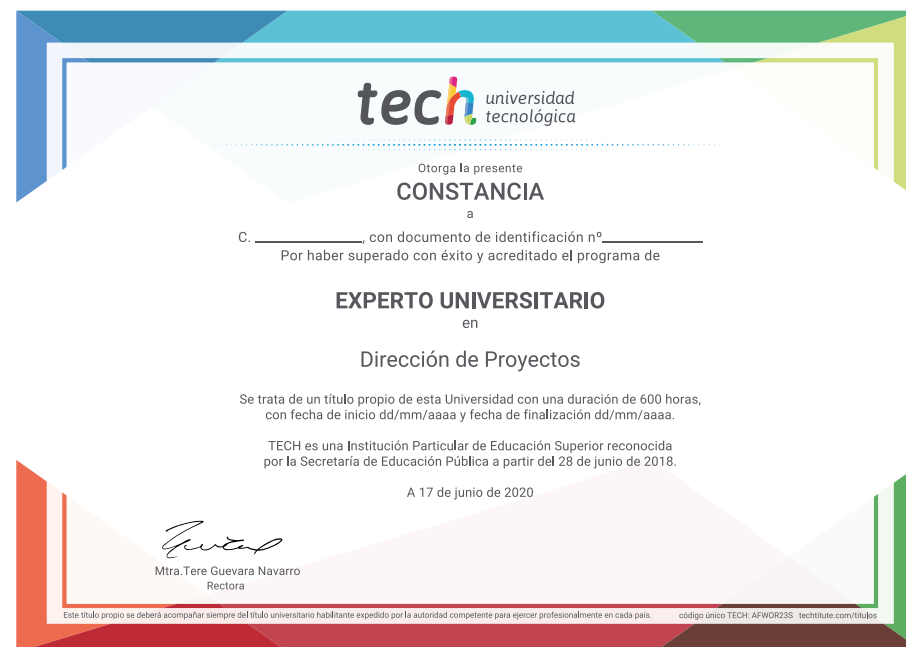 tech universidad
tecnológica
Otorga la presente
CONSTANCIA
a
C. ____________, con documento de identificación nº____________
Por haber superado con éxito y acreditado el programa de
EXPERTO UNIVERSITARIO
en
Dirección de Proyectos
Se trata de un título propio de esta Universidad con una duración de 600 horas,
con fecha de inicio dd/mm/aaaa y fecha de finalización dd/mm/aaaa.
TECH es una Institución Particular de Educación Superior reconocida
por la Secretaría de Educación Pública a partir del 28 de junio de 2018.
A 17 de junio de 2020
Mtra.Tere Guevara Navarro
Rectora
Este título propio se deberá acompañar siempre del título universitario habilitante expedido por la autoridad competente para ejercer profesionalmente en cada país. código único TECH: AFWOR23S techtitute.com/títulos